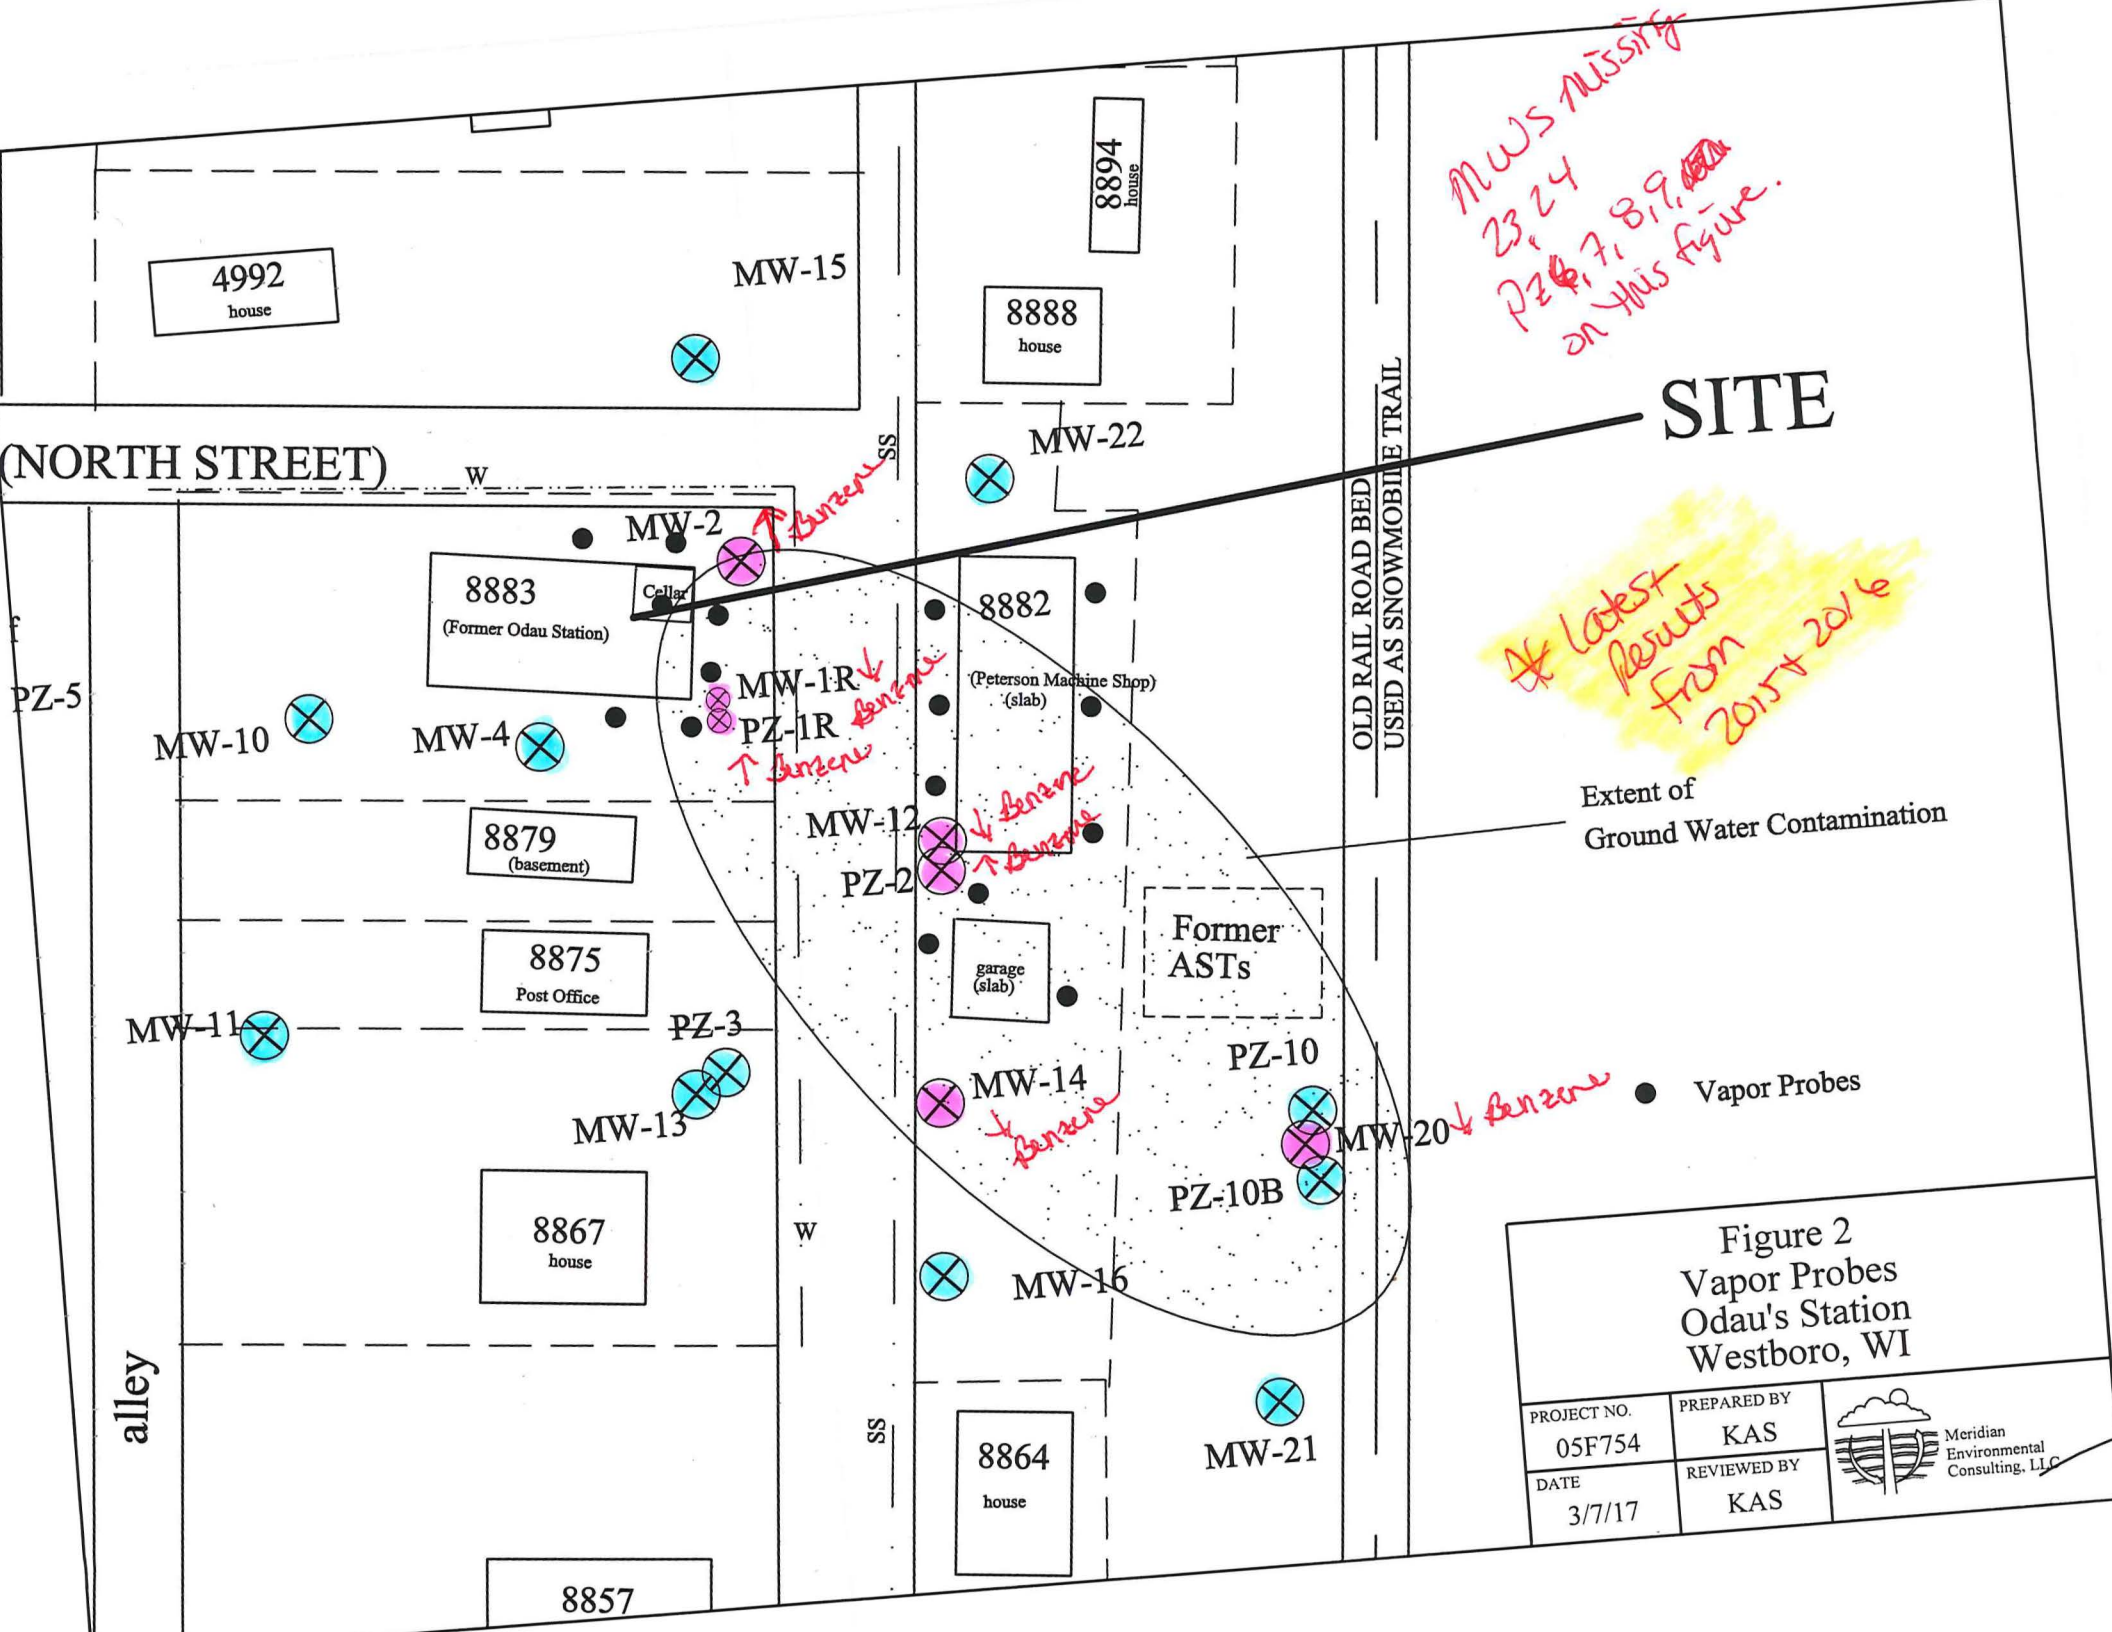 MWs missing
23, 24
PZ 6, 7, 8, 9,
on this figure.
8894
house
4992
house
MW-15
8888
house
SITE
MW-22
SS
(NORTH STREET)
W
OLD RAIL ROAD BED
USED AS SNOWMOBILE TRAIL
MW-2
↑ Benzene
8883
(Former Odau Station)
Cellar
8882
(Peterson Machine Shop)
(slab)
* Latest
Results
from
2015 & 2016
f
PZ-5
MW-10
MW-4
MW-1R ↓
Benzene
PZ-1R
↑ Benzene
Extent of
Ground Water Contamination
MW-12
↓ Benzene
PZ-2
↑ Benzene
8879
(basement)
Former
ASTs
garage
(slab)
8875
Post Office
MW-11
PZ-3
MW-13
MW-14
↓
Benzene
PZ-10
MW-20
↓ Benzene
PZ-10B
Vapor Probes
8867
house
W
MW-16
alley
SS
8864
house
MW-21
8857
Figure 2
Vapor Probes
Odau's Station
Westboro, WI
PROJECT NO.
05F754
PREPARED BY
KAS
DATE
3/7/17
REVIEWED BY
KAS
Meridian
Environmental
Consulting, LLC